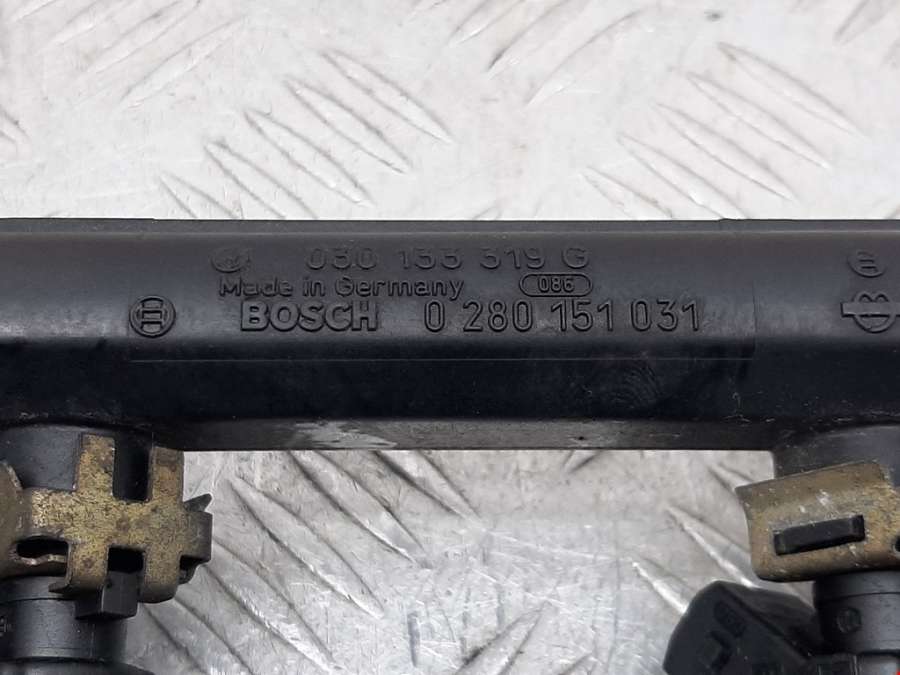 030 133 319 G
Made in Germany 086
BOSCH 0 280 151 031